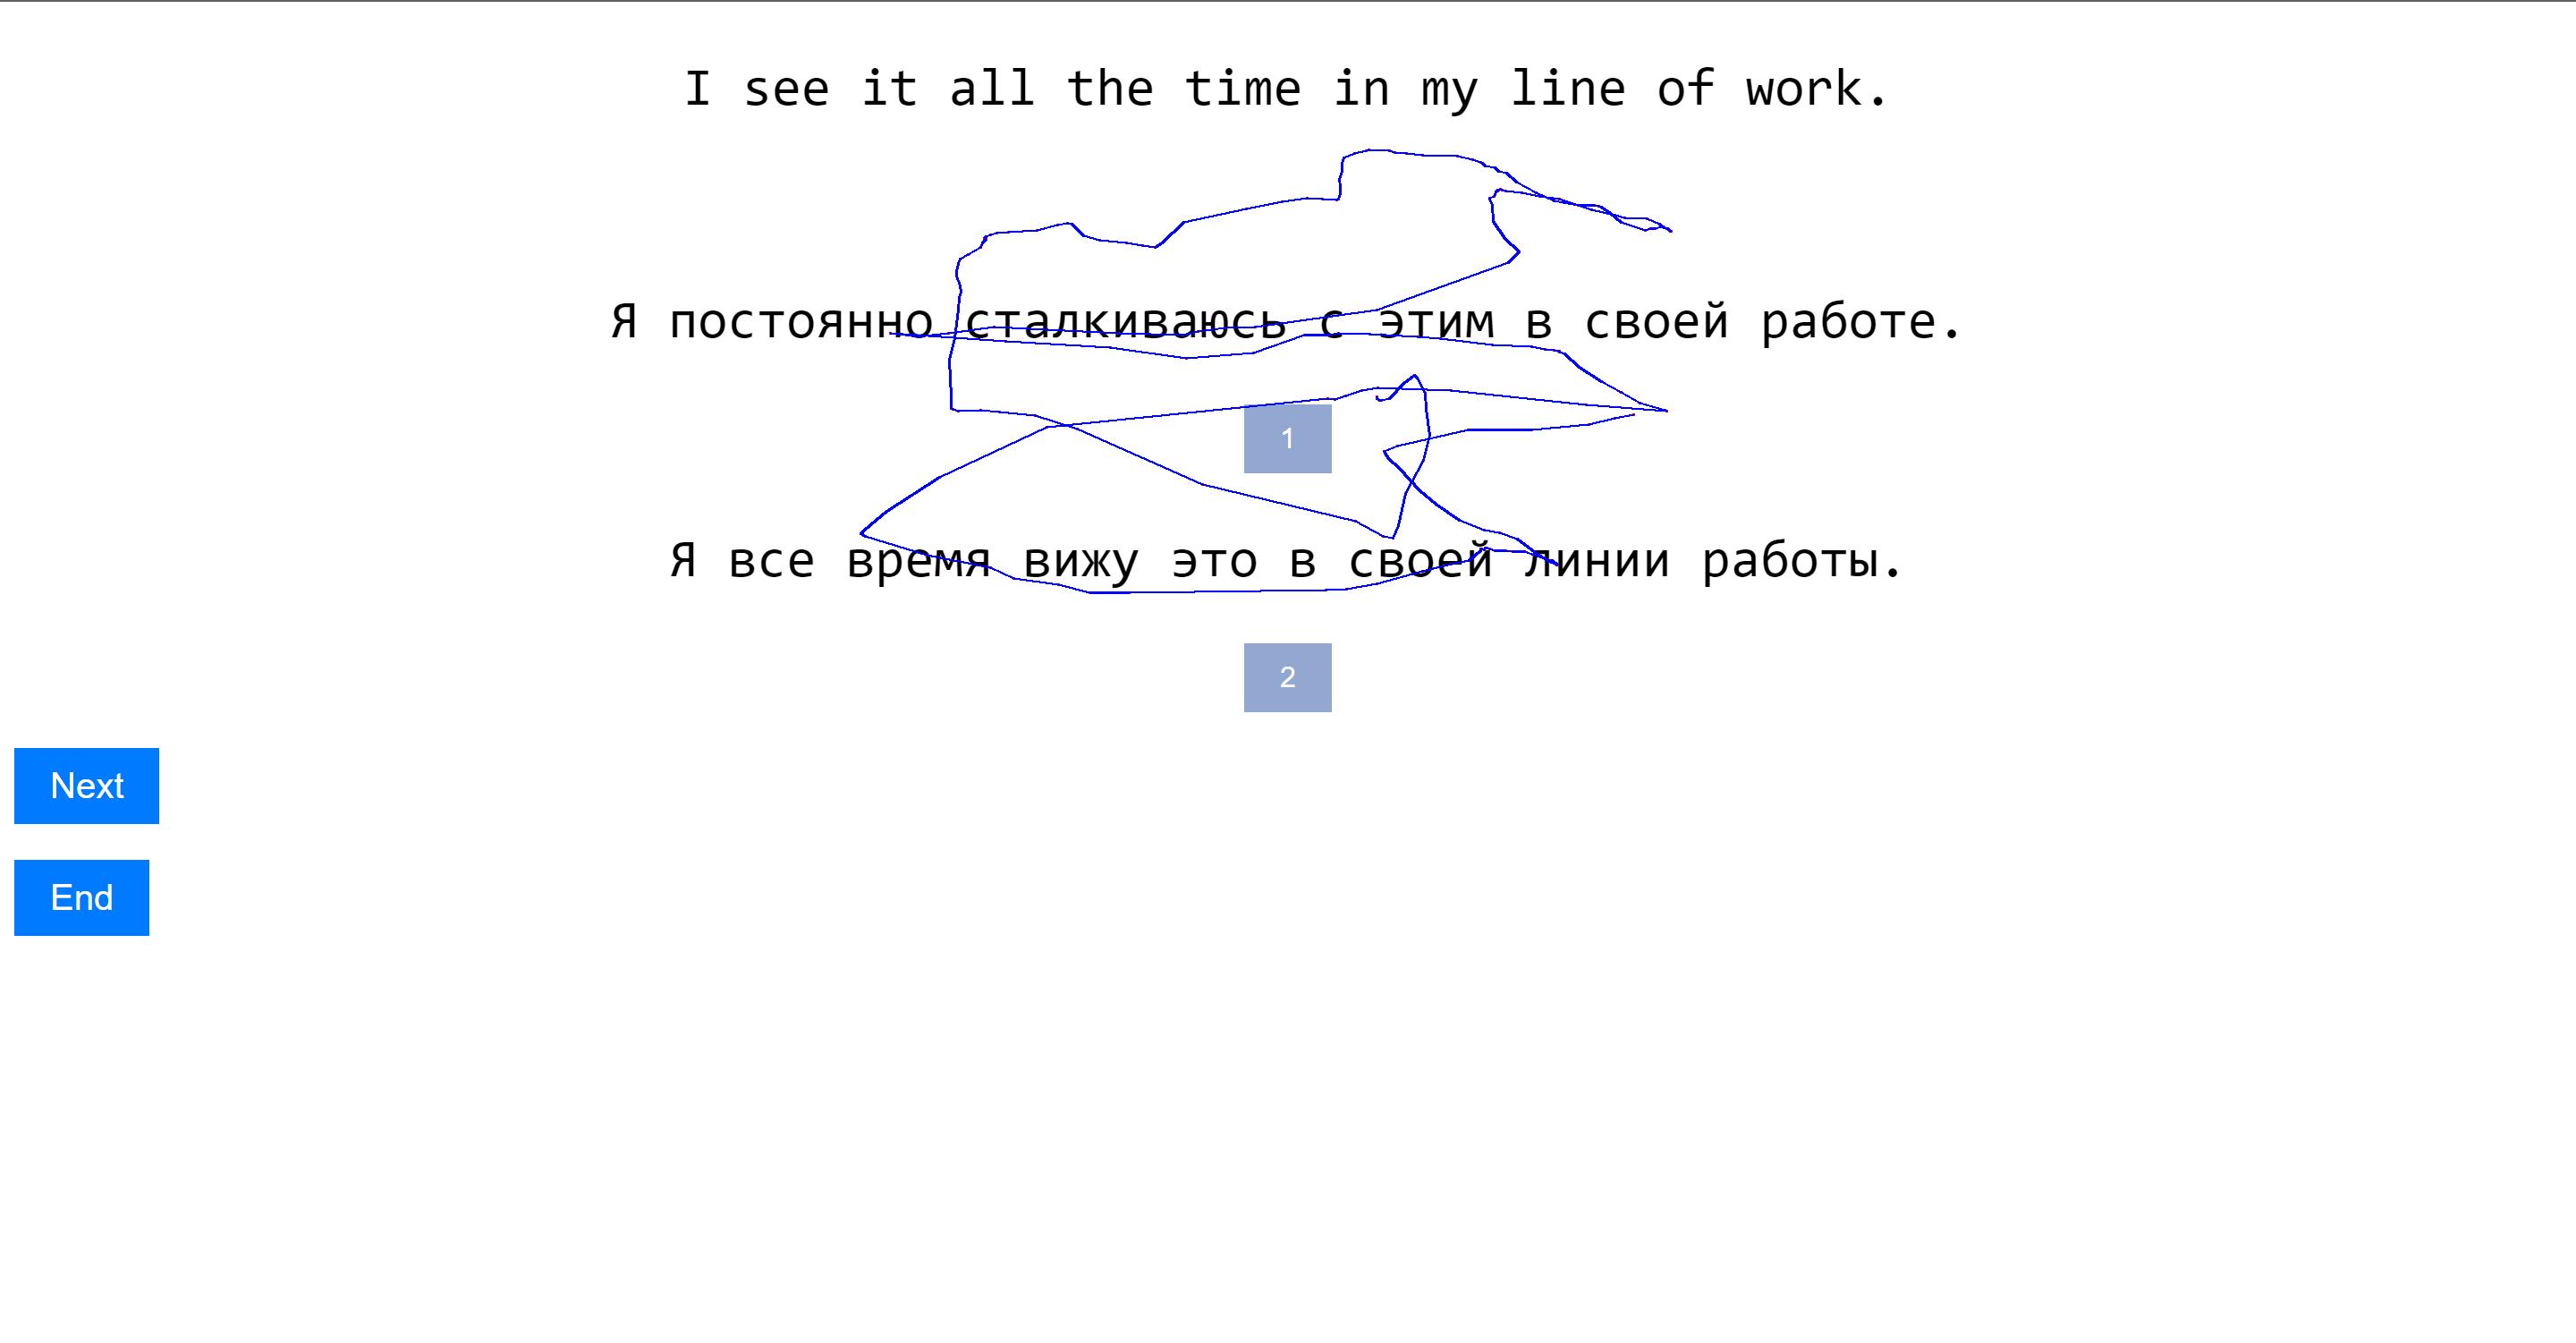 I see it all the time in my line of work.
Я постоянно сталкиваюсь с этим в своей работе.
1
Я все время вижу это в своей линии работы.
2
Next
End